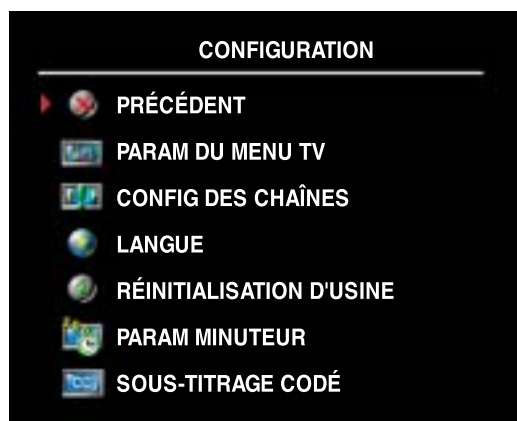 CONFIGURATION
PRÉCÉDENT
PARAM DU MENU TV
CONFIG DES CHAÎNES
LANGUE
RÉINITIALISATION D'USINE
PARAM MINUTEUR
SOUS-TITRAGE CODÉ